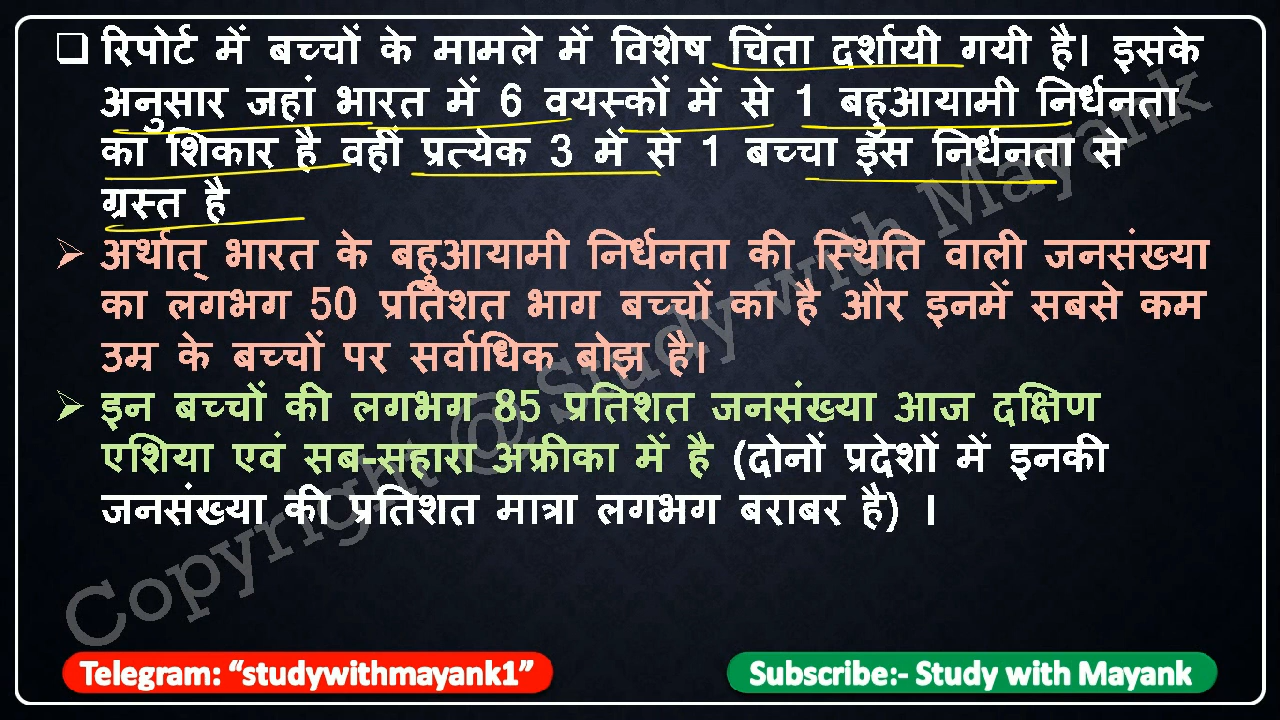 ❑ रिपोर्ट में बच्चों के मामले में विशेष चिंता दर्शायी गयी है। इसके
अनुसार जहां भारत में 6 वयस्कों में से 1 बहुआयामी निर्धनता
का शिकार है वहीं प्रत्येक 3 में से 1 बच्चा इस निर्धनता से
ग्रस्त है
➢ अर्थात् भारत के बहुआयामी निर्धनता की स्थिति वाली जनसंख्या
का लगभग 50 प्रतिशत भाग बच्चों का है और इनमें सबसे कम
उम्र के बच्चों पर सर्वाधिक बोझ है।
➢ इन बच्चों की लगभग 85 प्रतिशत जनसंख्या आज दक्षिण
एशिया एवं सब-सहारा अफ्रीका में है (दोनों प्रदेशों में इनकी
जनसंख्या की प्रतिशत मात्रा लगभग बराबर है) ।
Copyright @ Study with Mayank
Telegram: “studywithmayank1”
Subscribe:- Study with Mayank